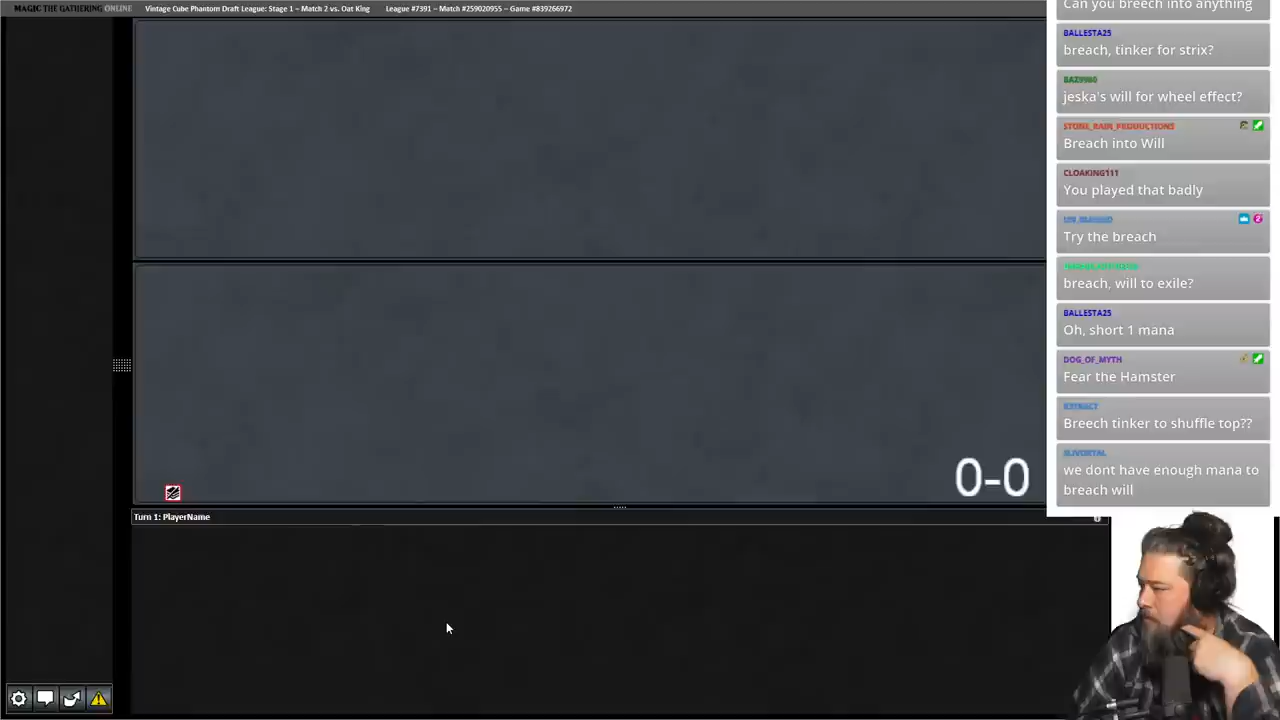 MAGIC THE GATHERING ONLINE
Vintage Cube Phantom Draft League: Stage 1 - Match 2 vs. Out King
League #7391 - Match #259020955 - Game #839266972
Can you breech into anything
BALLESTA25
breach, tinker for strix?
BAZ9980
jeska's will for wheel effect?
STONE_RAIN_PRODUCTIONS
Breach into Will
CLOAKING111
You played that badly
Try the breach
breach, will to exile?
BALLESTA25
Oh, short 1 mana
DOG_OF_MYTH
Fear the Hamster
Breech tinker to shuffle top??
we dont have enough mana to
breach will
0-0
Turn 1: PlayerName